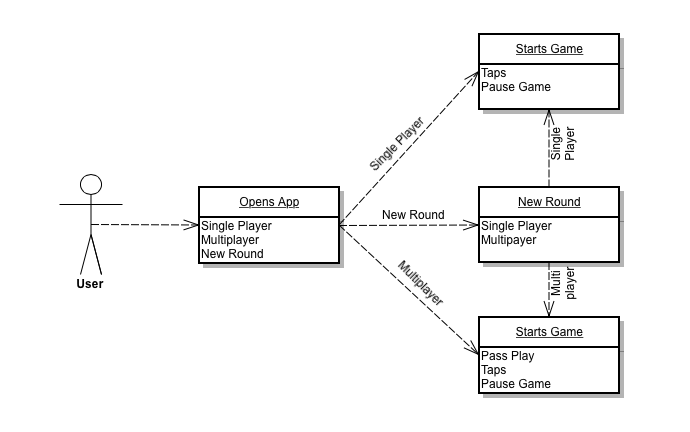 Starts Game
Taps
Pause Game
Single Player
Single
Player
Opens App
Single Player
Multiplayer
New Round
New Round
New Round
Single Player
Multipayer
User
Multiplayer
Multi
player
Starts Game
Pass Play
Taps
Pause Game